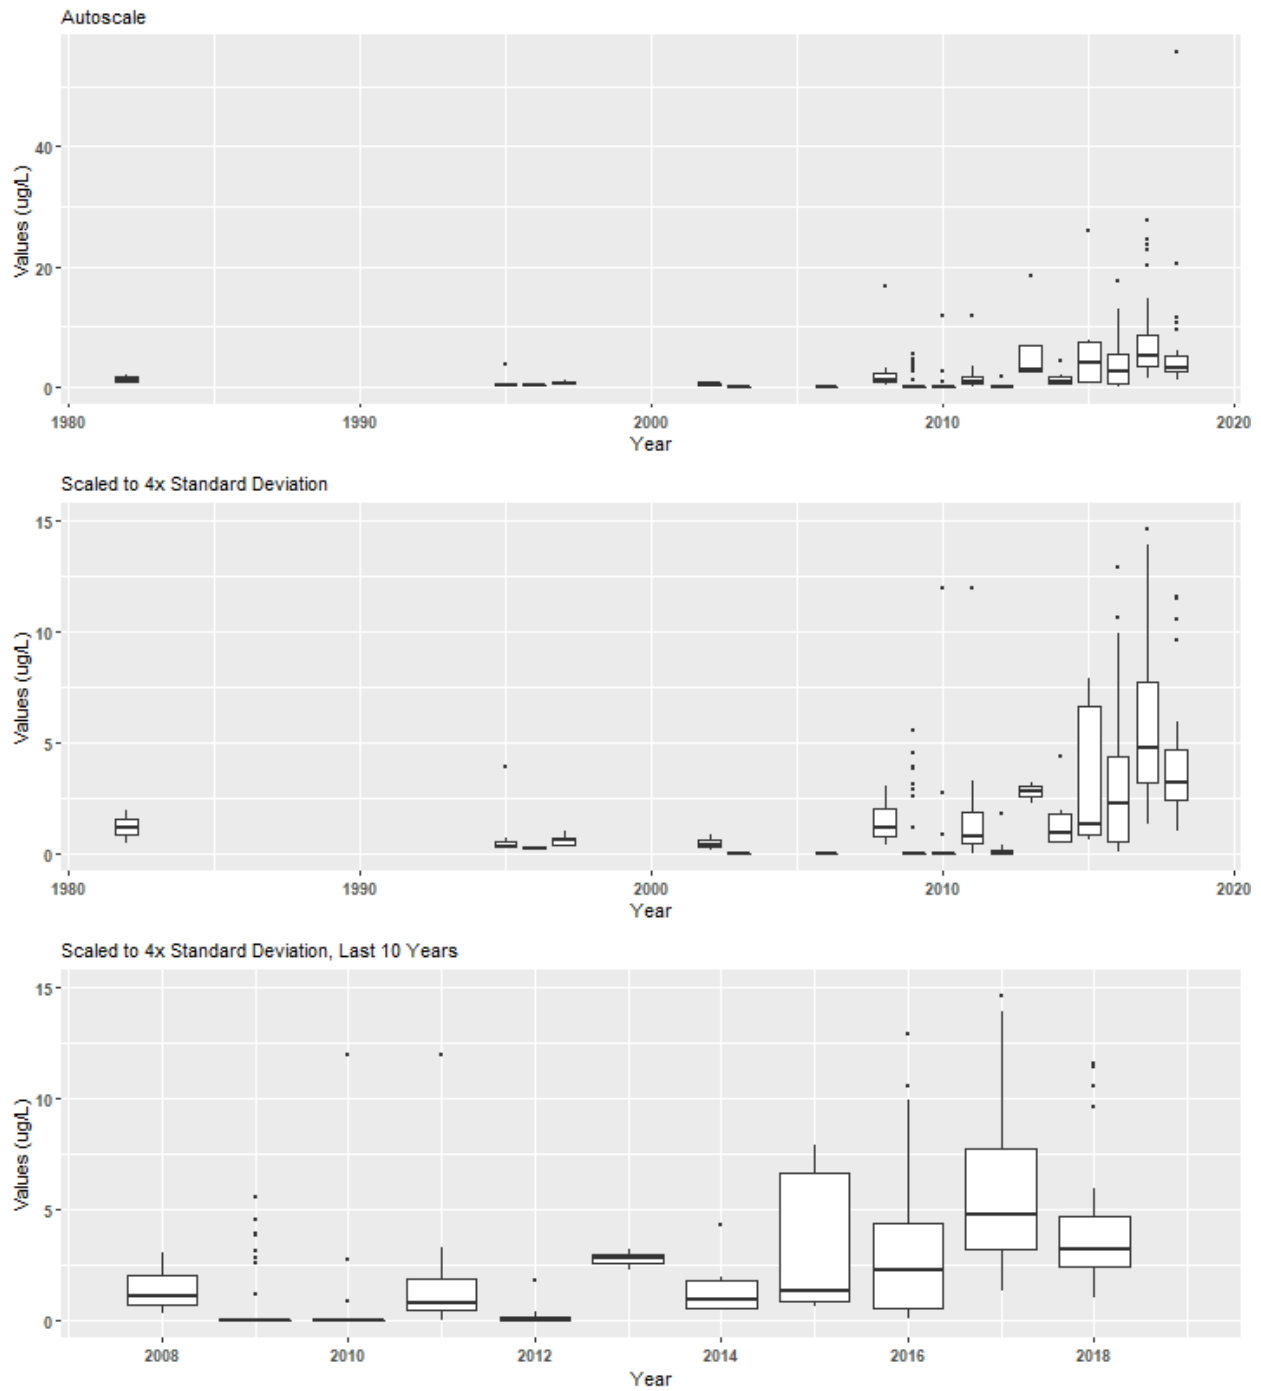 Autoscale
Values (ug/L)
40
20
0
1980 1990 2000 2010 2020
Year
Scaled to 4x Standard Deviation
Values (ug/L)
15
10
5
0
1980 1990 2000 2010 2020
Year
Scaled to 4x Standard Deviation, Last 10 Years
Values (ug/L)
15
10
5
0
2008 2010 2012 2014 2016 2018
Year